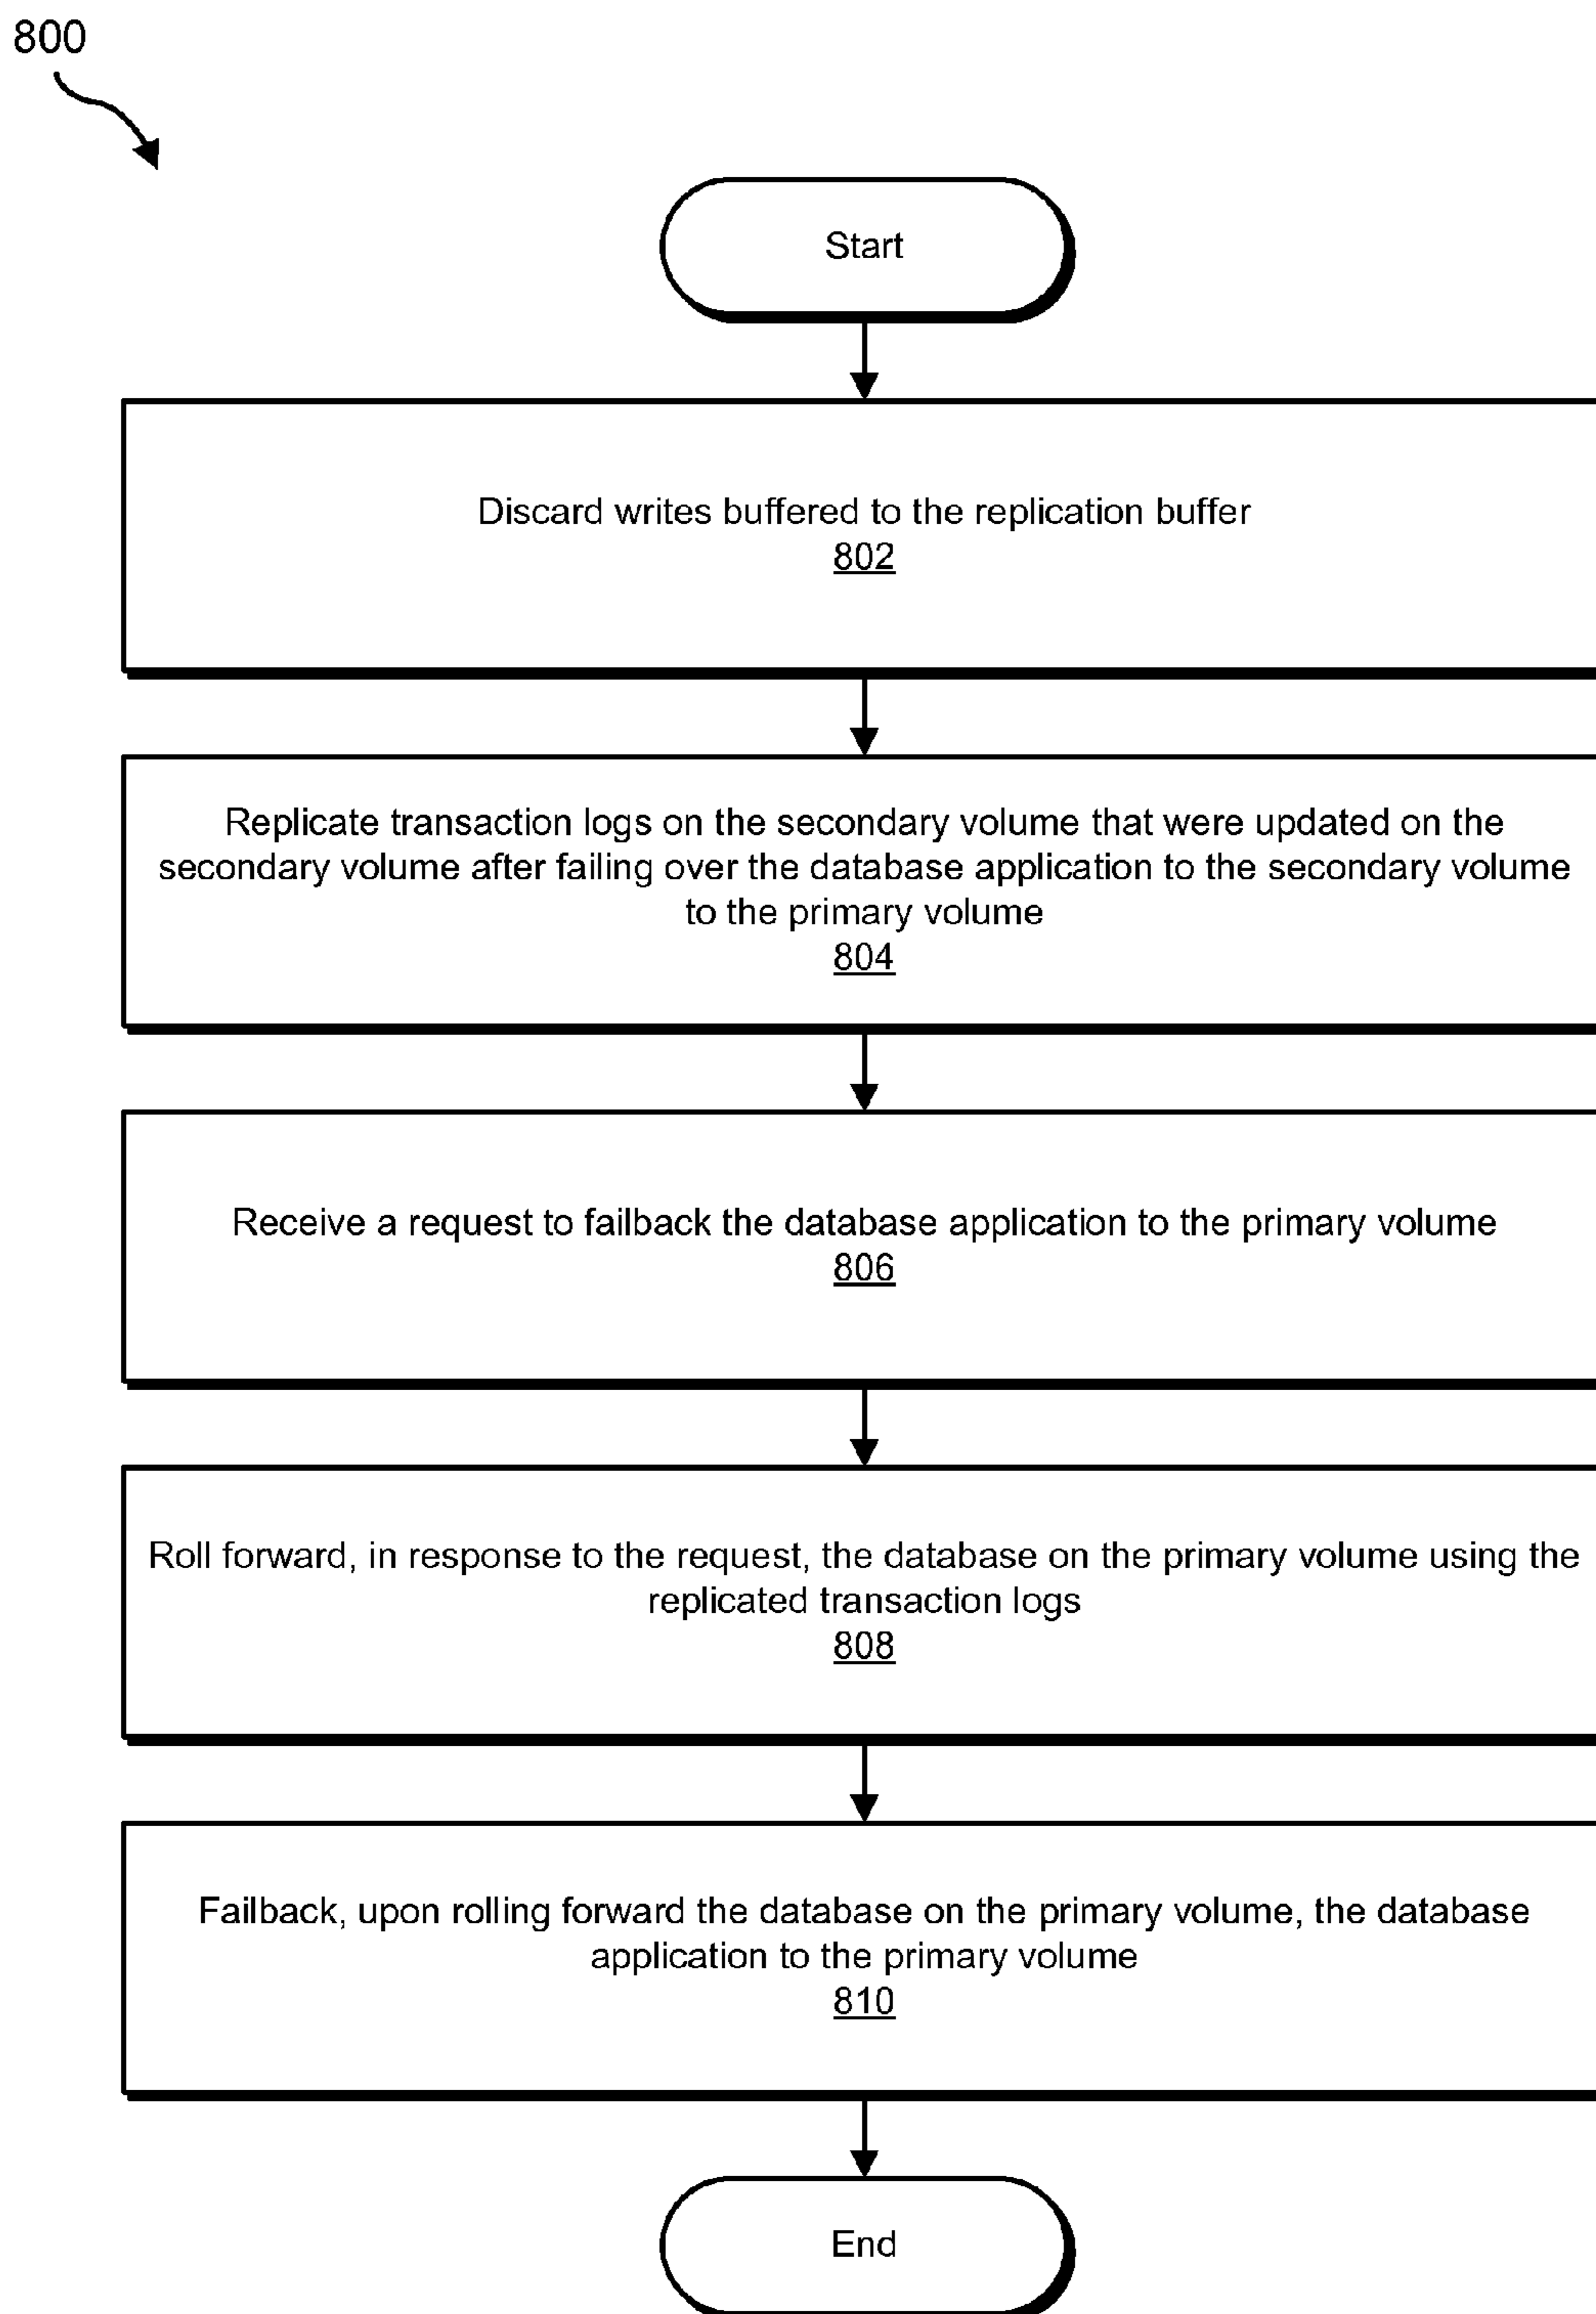 800
Start
Discard writes buffered to the replication buffer
802
Replicate transaction logs on the secondary volume that were updated on the
secondary volume after failing over the database application to the secondary volume
to the primary volume
804
Receive a request to failback the database application to the primary volume
806
Roll forward, in response to the request, the database on the primary volume using the
replicated transaction logs
808
Failback, upon rolling forward the database on the primary volume, the database
application to the primary volume
810
End